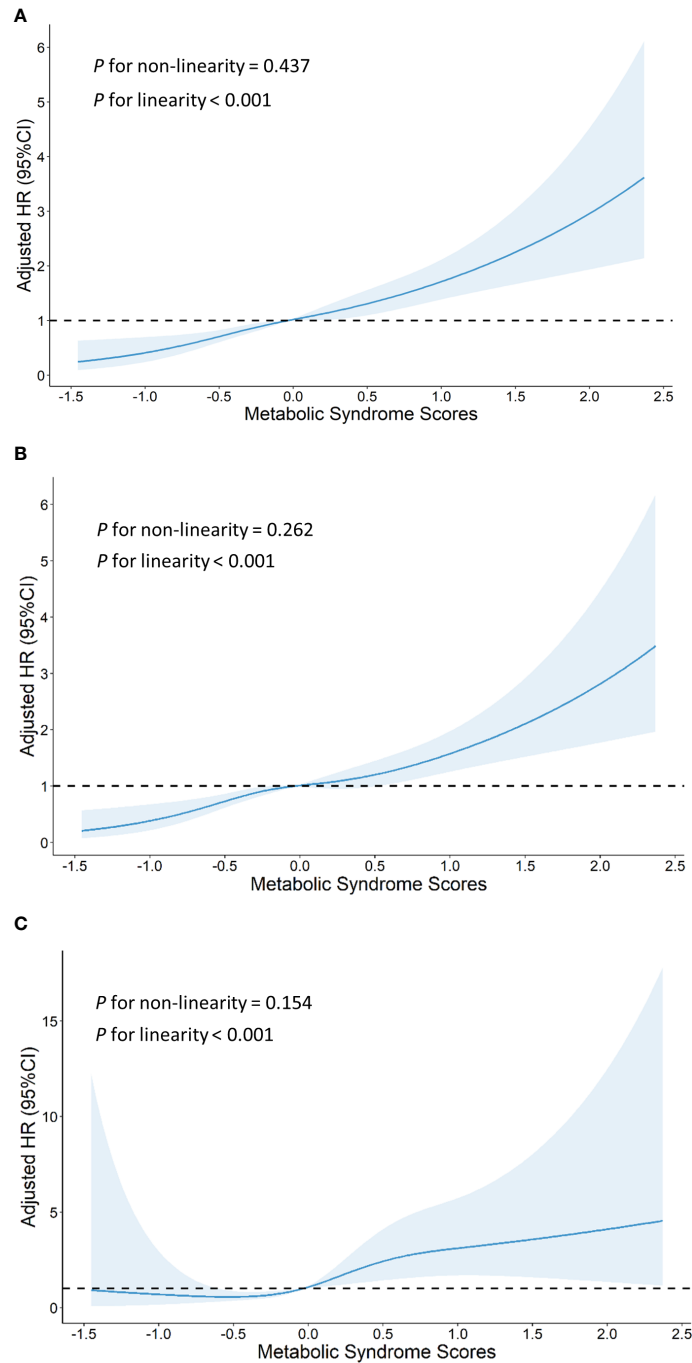 A
P for non-linearity = 0.437
P for linearity < 0.001
Adjusted HR (95%CI)
6
5
4
3
2
1
0
-1.5 -1.0 -0.5 0.0 0.5 1.0 1.5 2.0 2.5
Metabolic Syndrome Scores
B
P for non-linearity = 0.262
P for linearity < 0.001
Adjusted HR (95%CI)
6
5
4
3
2
1
0
-1.5 -1.0 -0.5 0.0 0.5 1.0 1.5 2.0 2.5
Metabolic Syndrome Scores
C
P for non-linearity = 0.154
P for linearity < 0.001
Adjusted HR (95%CI)
15
10
5
0
-1.5 -1.0 -0.5 0.0 0.5 1.0 1.5 2.0 2.5
Metabolic Syndrome Scores